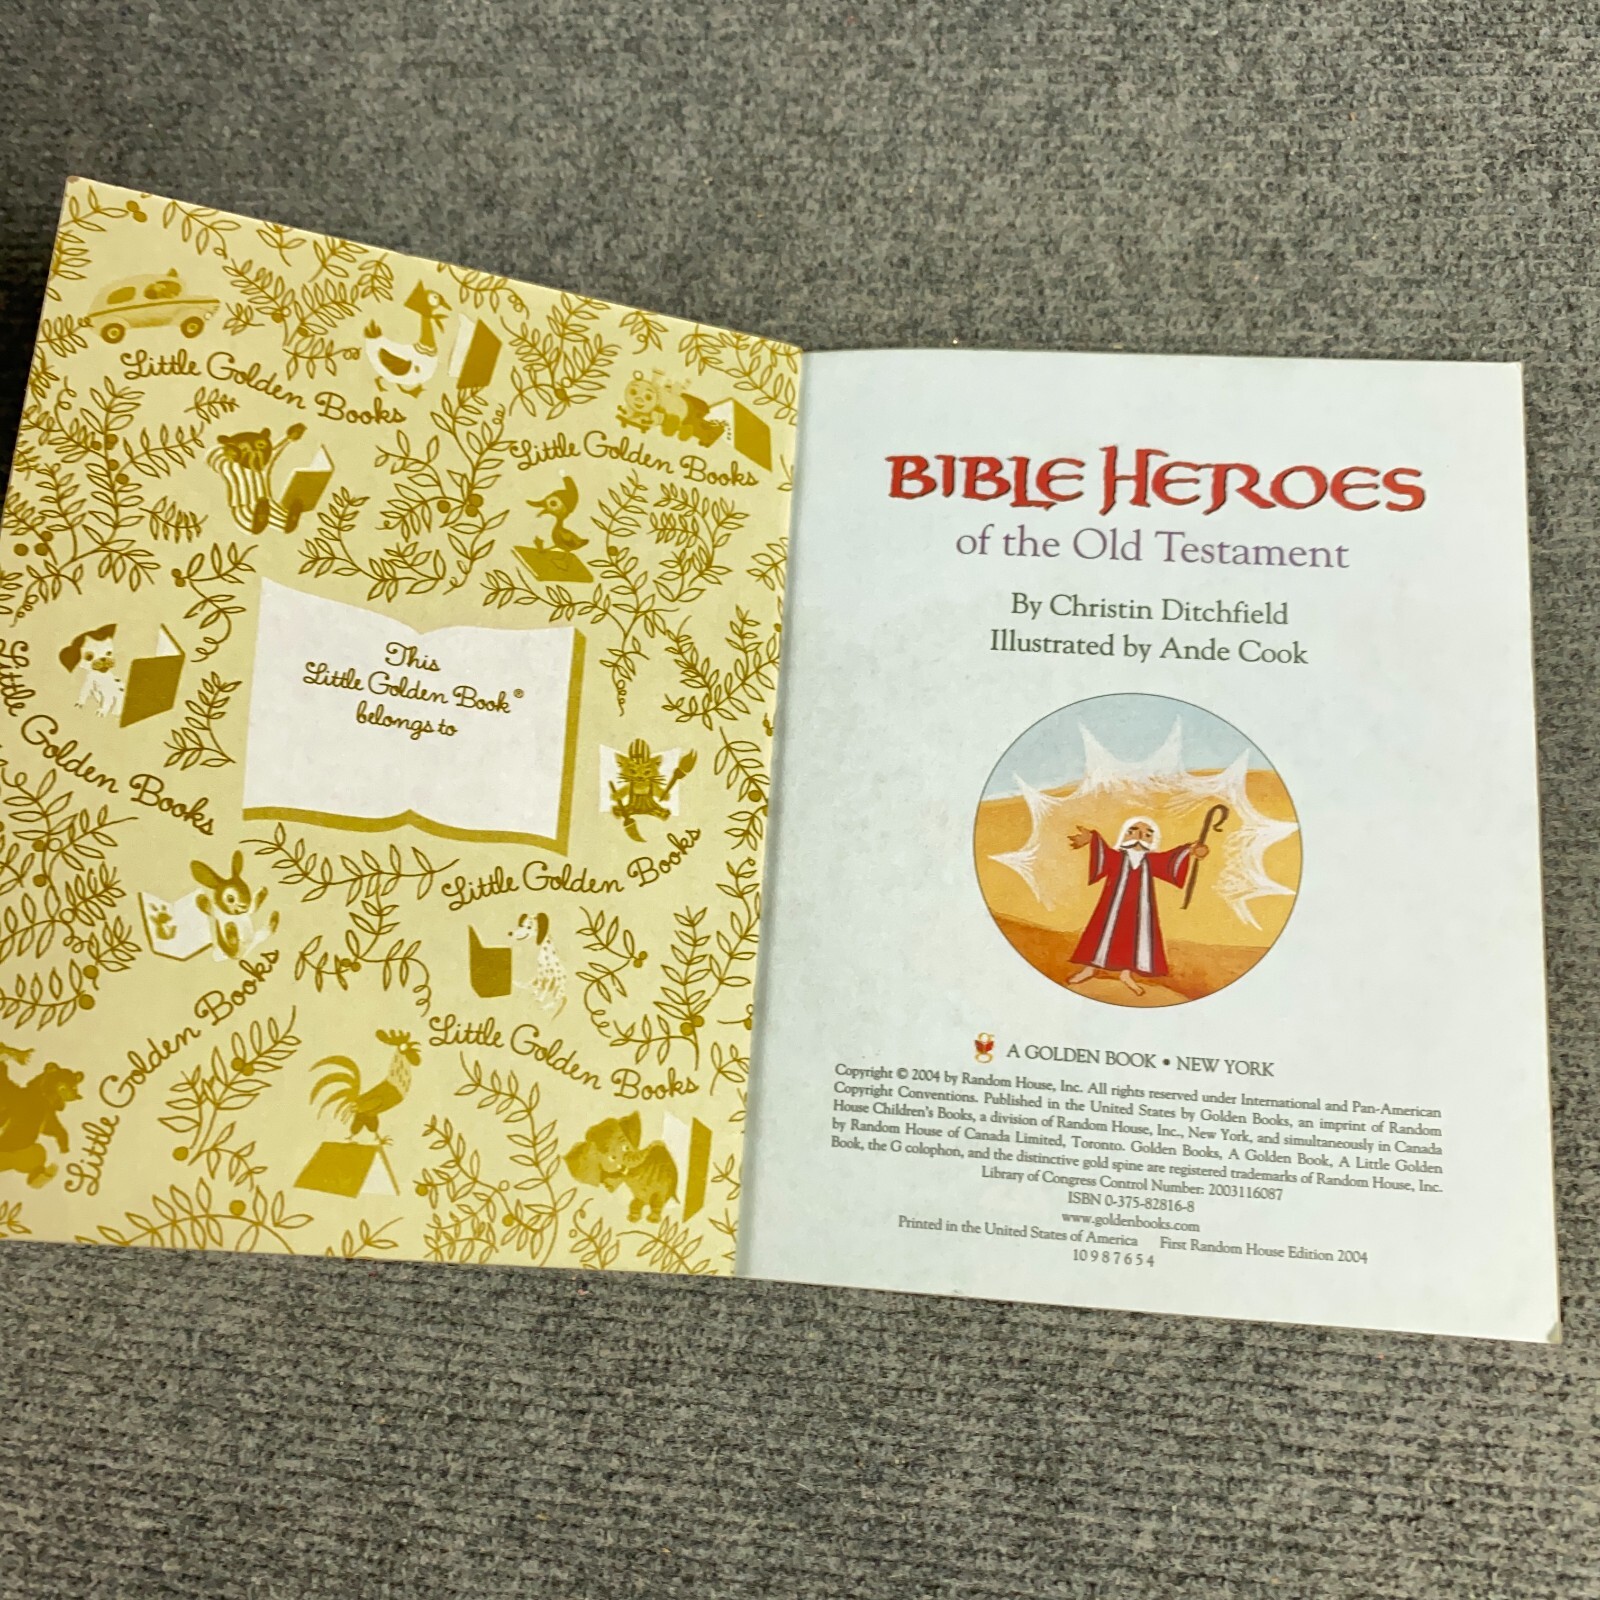 Little Golden Books
Little Golden Books
This
Little Golden Book®
belongs to
Little Golden Books
Little Golden Books
Little Golden Books
Little Golden Books
BIBLE HEROES
of the Old Testament
By Christin Ditchfield
Illustrated by Ande Cook
A GOLDEN BOOK • NEW YORK
Copyright © 2004 by Random House, Inc. All rights reserved under International and Pan-American
Copyright Conventions. Published in the United States by Golden Books, an imprint of Random
House Children's Books, a division of Random House, Inc., New York, and simultaneously in Canada
by Random House of Canada Limited, Toronto. Golden Books, A Golden Book, A Little Golden
Book, the G colophon, and the distinctive gold spine are registered trademarks of Random House, Inc.
Library of Congress Control Number: 2003116087
ISBN 0-375-82816-8
www.goldenbooks.com
Printed in the United States of America First Random House Edition 2004
10 9 8 7 6 5 4